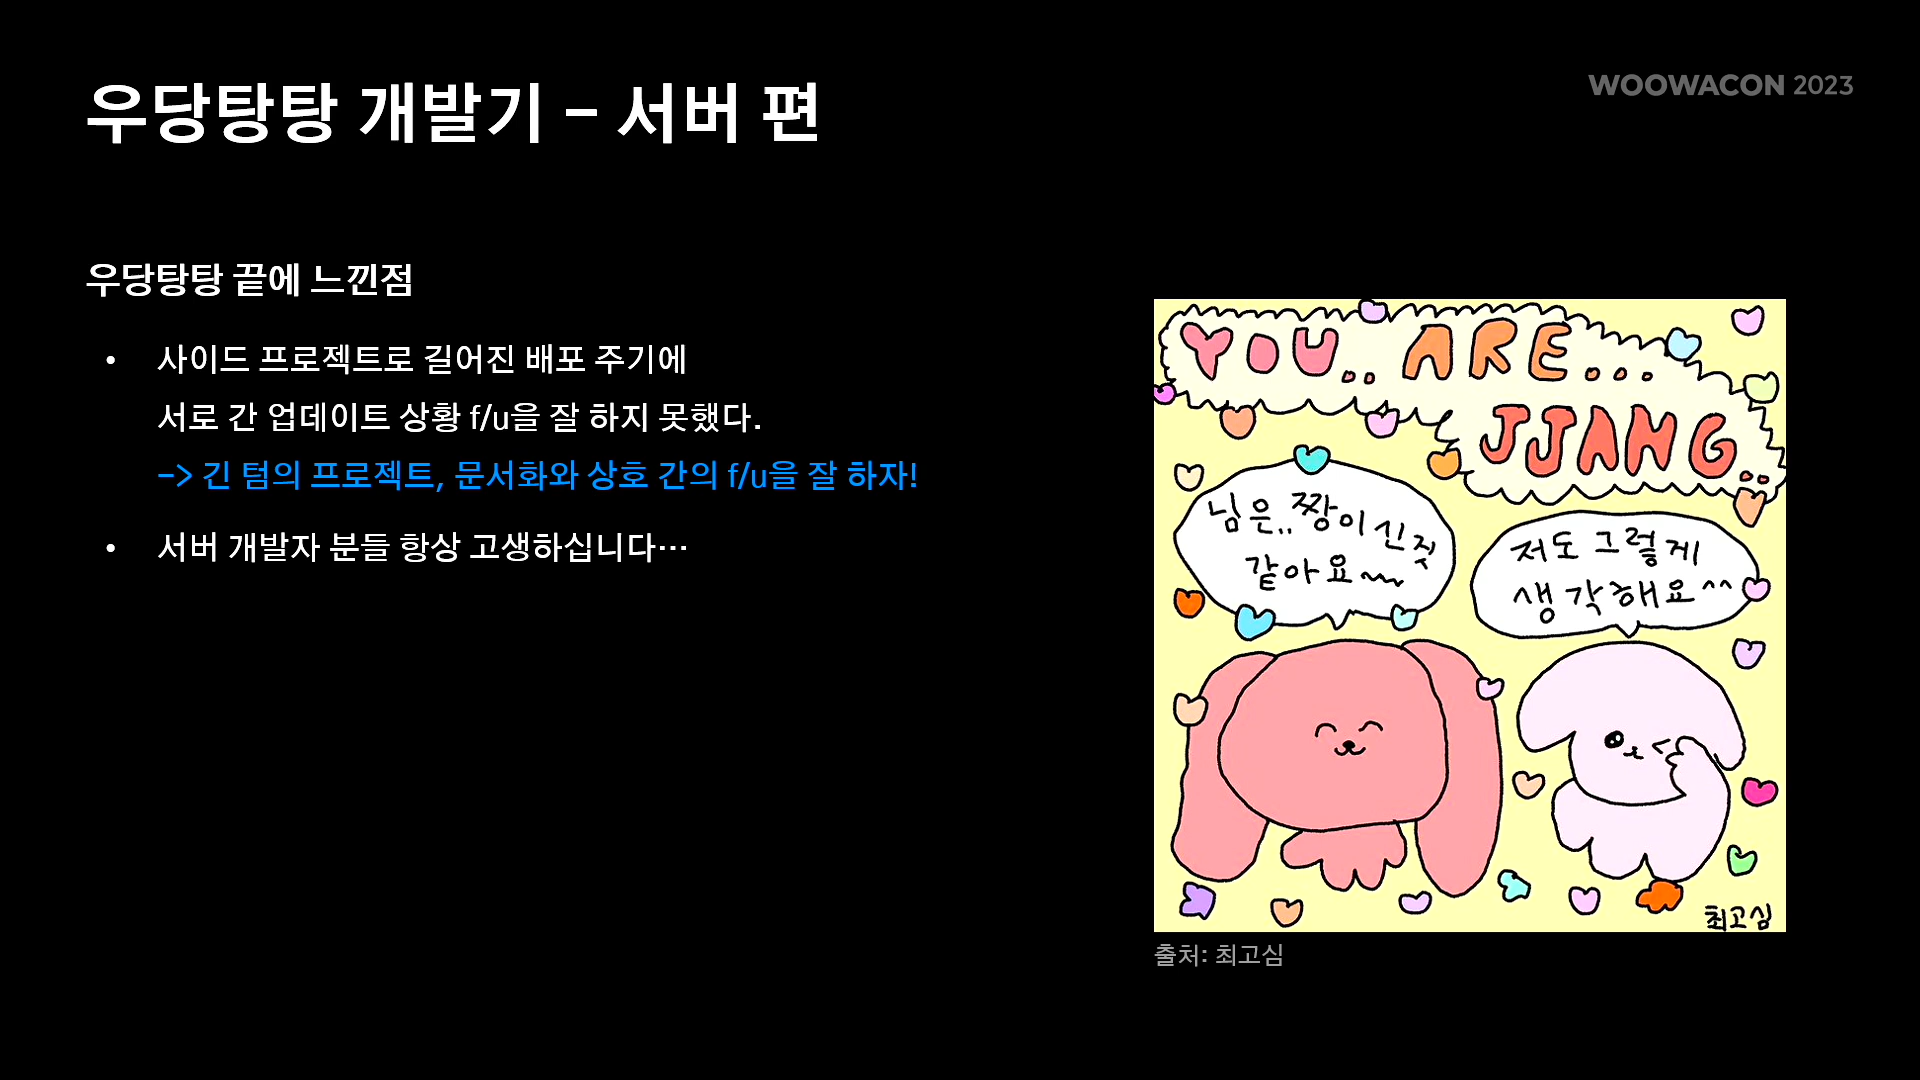 우당탕탕 개발기 - 서버 편
WOOWACON 2023
우당탕탕 끝에 느낀점
• 사이드 프로젝트로 길어진 배포 주기에
서로 간 업데이트 상황 f/u을 잘 하지 못했다.
-> 긴 텀의 프로젝트, 문서화와 상호 간의 f/u을 잘 하자!
• 서버 개발자 분들 항상 고생하십니다…
YOU.. ARE...
JJANG..
님은.. 짱이신것
같아요~
저도 그렇게
생각해요^^
최고심
출처: 최고심